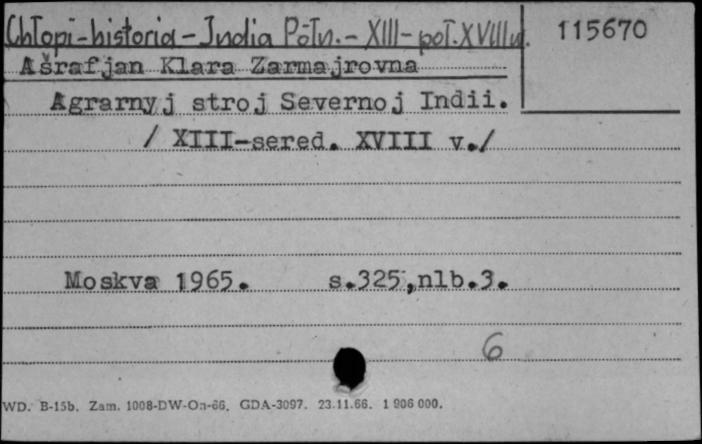 Chłopi-historia-India Półn.-XIII-poł.XVIII w.
115670
Ašrafjan Klara Zarmajrovna
Agrarnyj stroj Severnoj Indii.
/ XIII-sered. XVIII v./
Moskva 1965. s.325,nlb.3.
6
WD. B-15b. Zam. 1008-DW-On-66. GDA-3097. 23.11.66. 1 906 000.